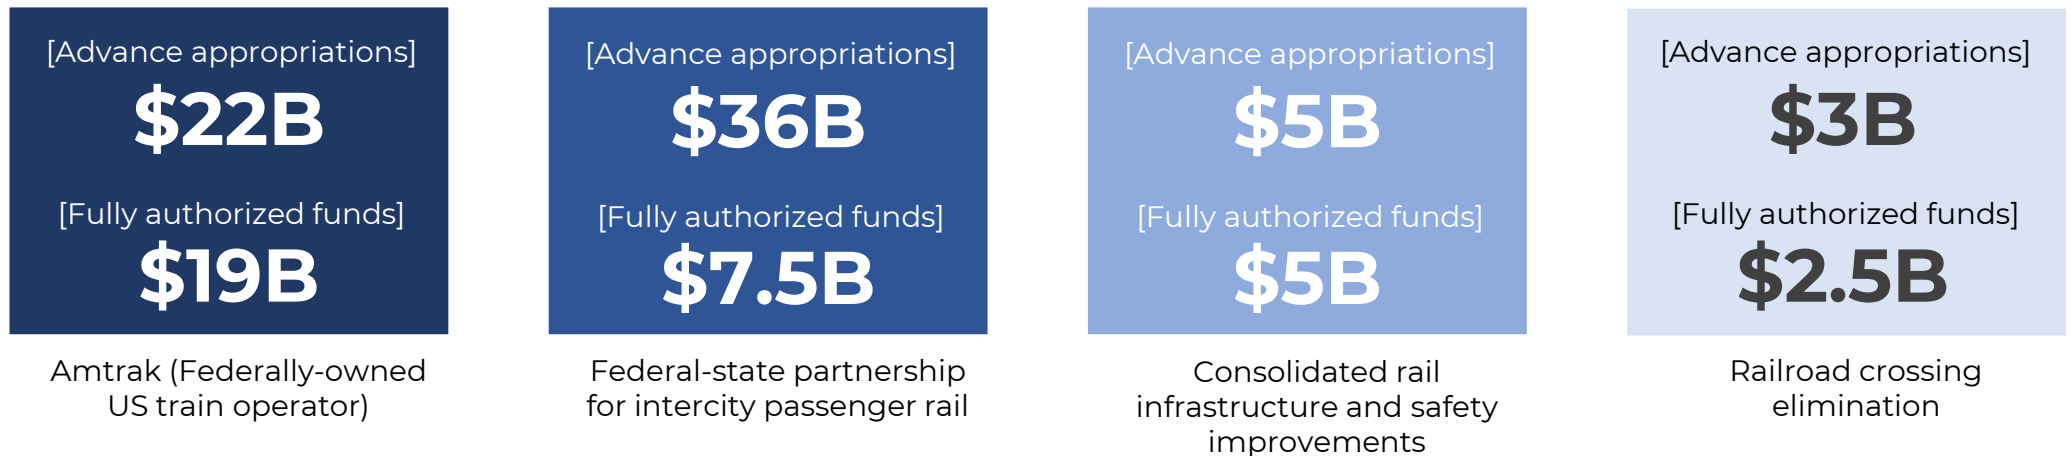 [Advance appropriations]
$22B
[Fully authorized funds]
$19B
Amtrak (Federally-owned
US train operator)
[Advance appropriations]
$36B
[Fully authorized funds]
$7.5B
Federal-state partnership
for intercity passenger rail
[Advance appropriations]
$5B
[Fully authorized funds]
$5B
Consolidated rail
infrastructure and safety
improvements
[Advance appropriations]
$3B
[Fully authorized funds]
$2.5B
Railroad crossing
elimination